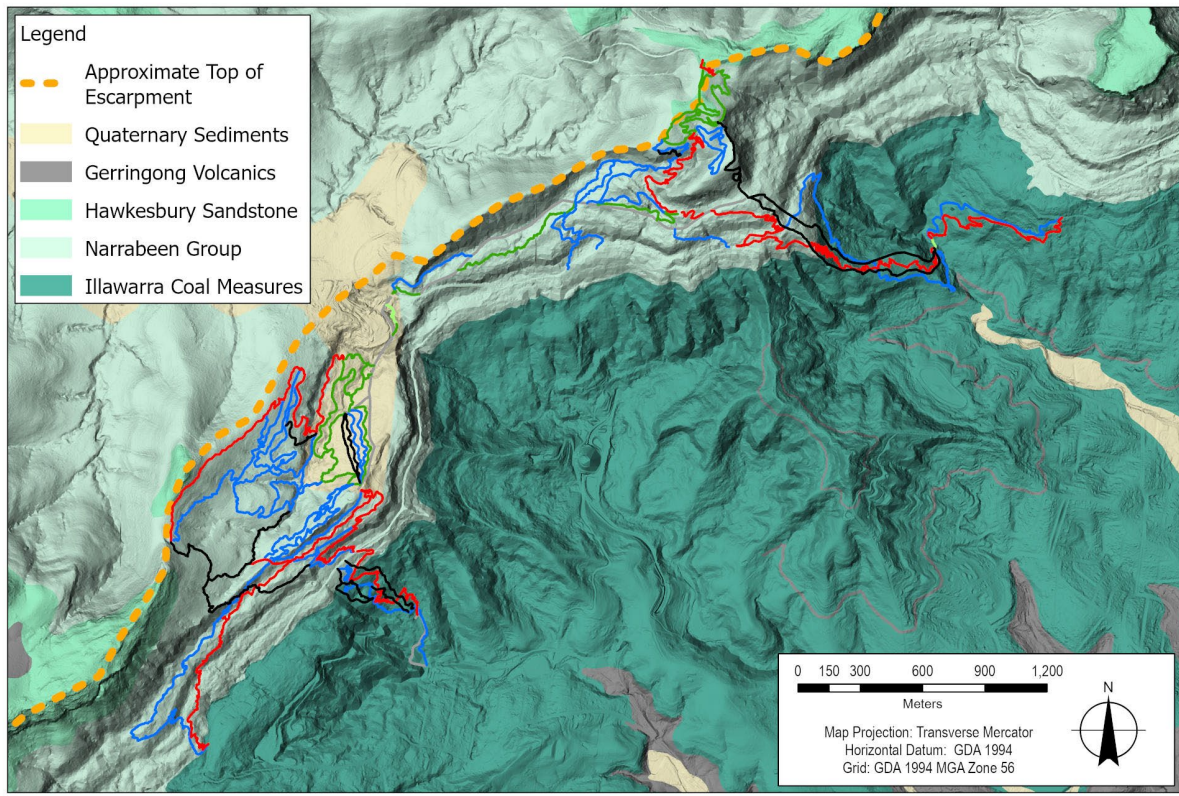 Legend
Approximate Top of
Escarpment
Quaternary Sediments
Gerringong Volcanics
Hawkesbury Sandstone
Narrabeen Group
Illawarra Coal Measures
0 150 300 600 900 1,200
Meters
N
Map Projection: Transverse Mercator
Horizontal Datum: GDA 1994
Grid: GDA 1994 MGA Zone 56